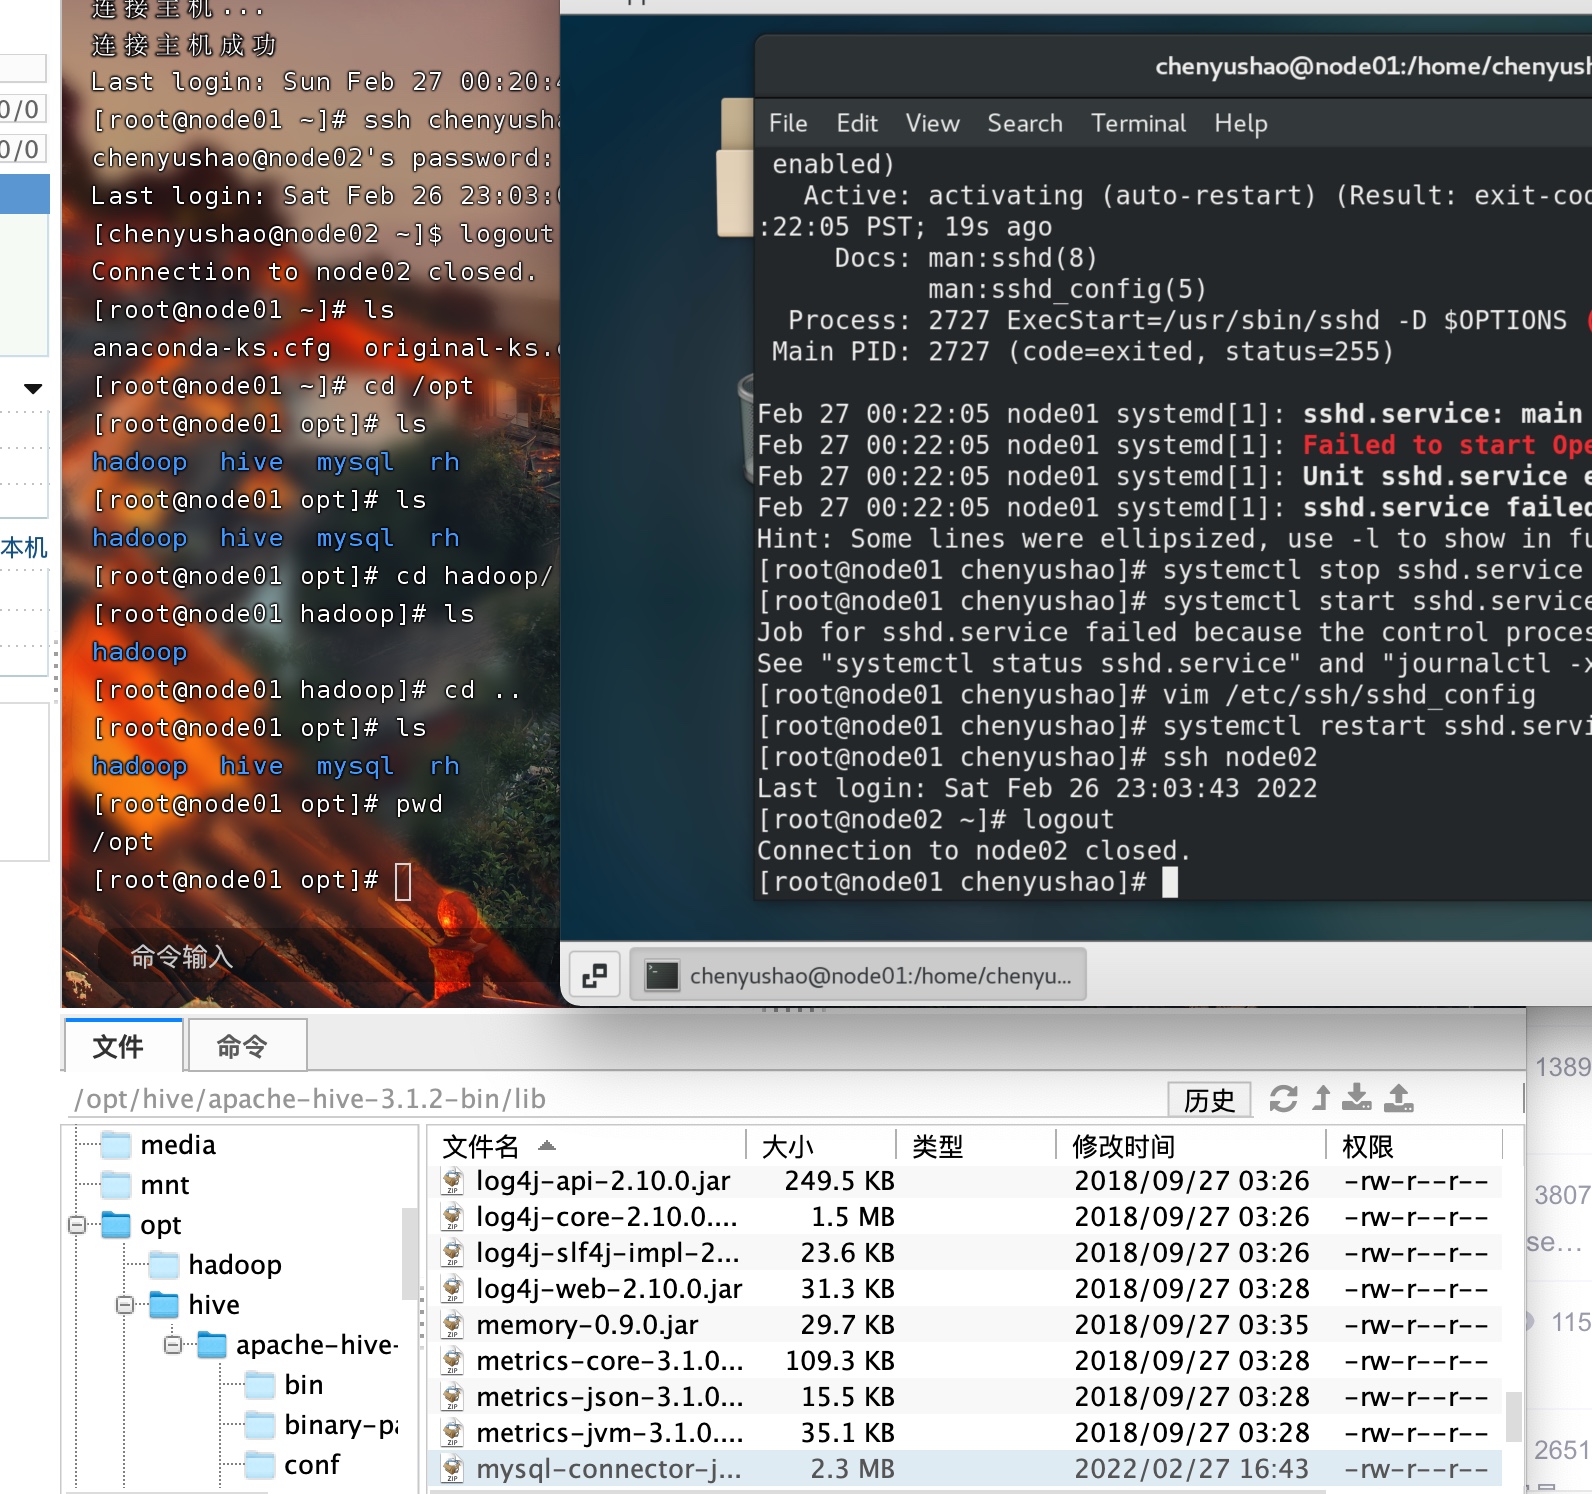 连接主机...
连接主机成功
Last login: Sun Feb 27 00:20:4
[root@node01 ~]# ssh chenyusha
chenyushao@node02's password:
Last login: Sat Feb 26 23:03:
[chenyushao@node02 ~]$ logout
Connection to node02 closed.
[root@node01 ~]# ls
anaconda-ks.cfg  original-ks.
[root@node01 ~]# cd /opt
[root@node01 opt]# ls
hadoop  hive  mysql  rh
[root@node01 opt]# ls
hadoop  hive  mysql  rh
[root@node01 opt]# cd hadoop/
[root@node01 hadoop]# ls
hadoop
[root@node01 hadoop]# cd ..
[root@node01 opt]# ls
hadoop  hive  mysql  rh
[root@node01 opt]# pwd
/opt
[root@node01 opt]#
命令输入
0/0
0/0
本机
chenyushao@node01:/home/chenyush
File Edit View Search Terminal Help
enabled)
Active: activating (auto-restart) (Result: exit-cod
:22:05 PST; 19s ago
Docs: man:sshd(8)
man:sshd_config(5)
Process: 2727 ExecStart=/usr/sbin/sshd -D $OPTIONS (
Main PID: 2727 (code=exited, status=255)
Feb 27 00:22:05 node01 systemd[1]: sshd.service: main
Feb 27 00:22:05 node01 systemd[1]: Failed to start Ope
Feb 27 00:22:05 node01 systemd[1]: Unit sshd.service e
Feb 27 00:22:05 node01 systemd[1]: sshd.service failed
Hint: Some lines were ellipsized, use -l to show in fu
[root@node01 chenyushao]# systemctl stop sshd.service
[root@node01 chenyushao]# systemctl start sshd.service
Job for sshd.service failed because the control proces
See "systemctl status sshd.service" and "journalctl -x
[root@node01 chenyushao]# vim /etc/ssh/sshd_config
[root@node01 chenyushao]# systemctl restart sshd.servi
[root@node01 chenyushao]# ssh node02
Last login: Sat Feb 26 23:03:43 2022
[root@node02 ~]# logout
Connection to node02 closed.
[root@node01 chenyushao]#
chenyushao@node01:/home/chenyu...
文件 命令
/opt/hive/apache-hive-3.1.2-bin/lib 历史
media
mnt
opt
hadoop
hive
apache-hive-
bin
binary-pa
conf
文件名 大小 类型 修改时间 权限
log4j-api-2.10.0.jar 249.5 KB 2018/09/27 03:26 -rw-r--r--
log4j-core-2.10.0.... 1.5 MB 2018/09/27 03:26 -rw-r--r--
log4j-slf4j-impl-2... 23.6 KB 2018/09/27 03:26 -rw-r--r--
log4j-web-2.10.0.jar 31.3 KB 2018/09/27 03:28 -rw-r--r--
memory-0.9.0.jar 29.7 KB 2018/09/27 03:35 -rw-r--r--
metrics-core-3.1.0... 109.3 KB 2018/09/27 03:28 -rw-r--r--
metrics-json-3.1.0... 15.5 KB 2018/09/27 03:28 -rw-r--r--
metrics-jvm-3.1.0.... 35.1 KB 2018/09/27 03:28 -rw-r--r--
mysql-connector-j... 2.3 MB 2022/02/27 16:43 -rw-r--r--
1389
3807
se...
115
2651